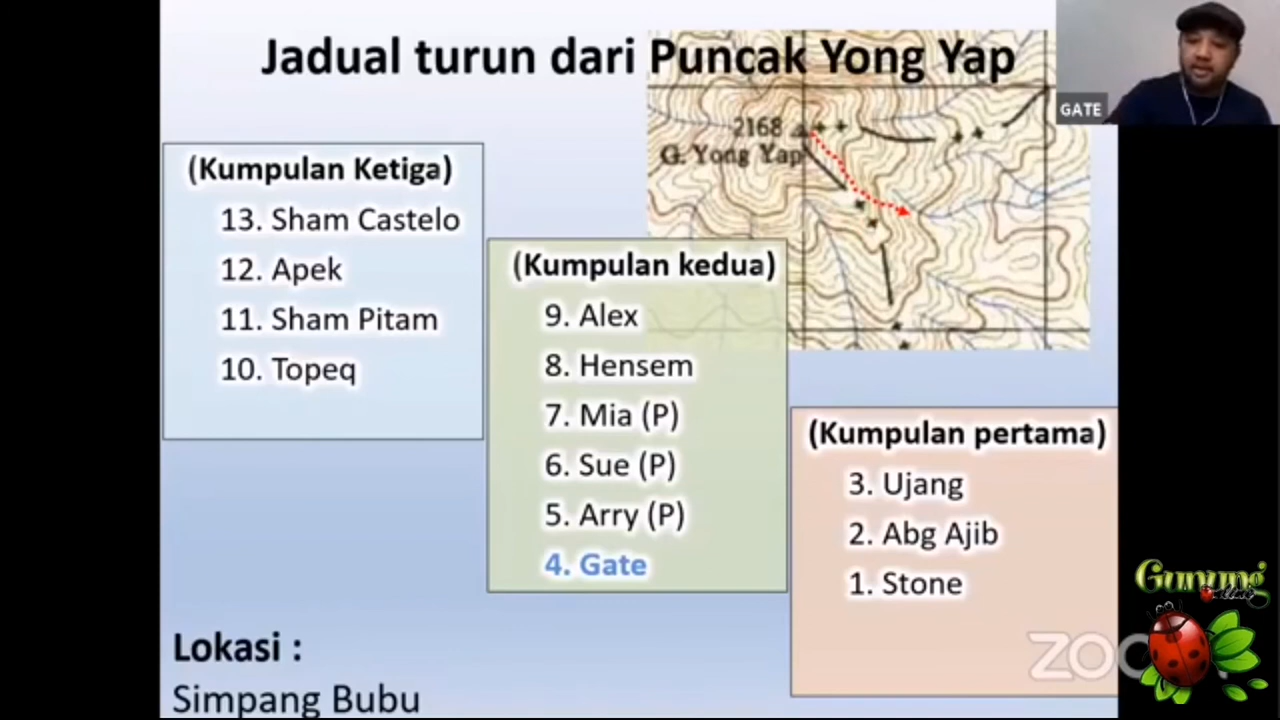 Jadual turun dari Puncak Yong Yap
GATE
2168
G. Yong Yap
(Kumpulan Ketiga)
13. Sham Castelo
12. Apek
11. Sham Pitam
10. Topeq
(Kumpulan kedua)
9. Alex
8. Hensem
7. Mia (P)
6. Sue (P)
5. Arry (P)
4. Gate
(Kumpulan pertama)
3. Ujang
2. Abg Ajib
1. Stone
Lokasi :
Simpang Bubu
Gunung